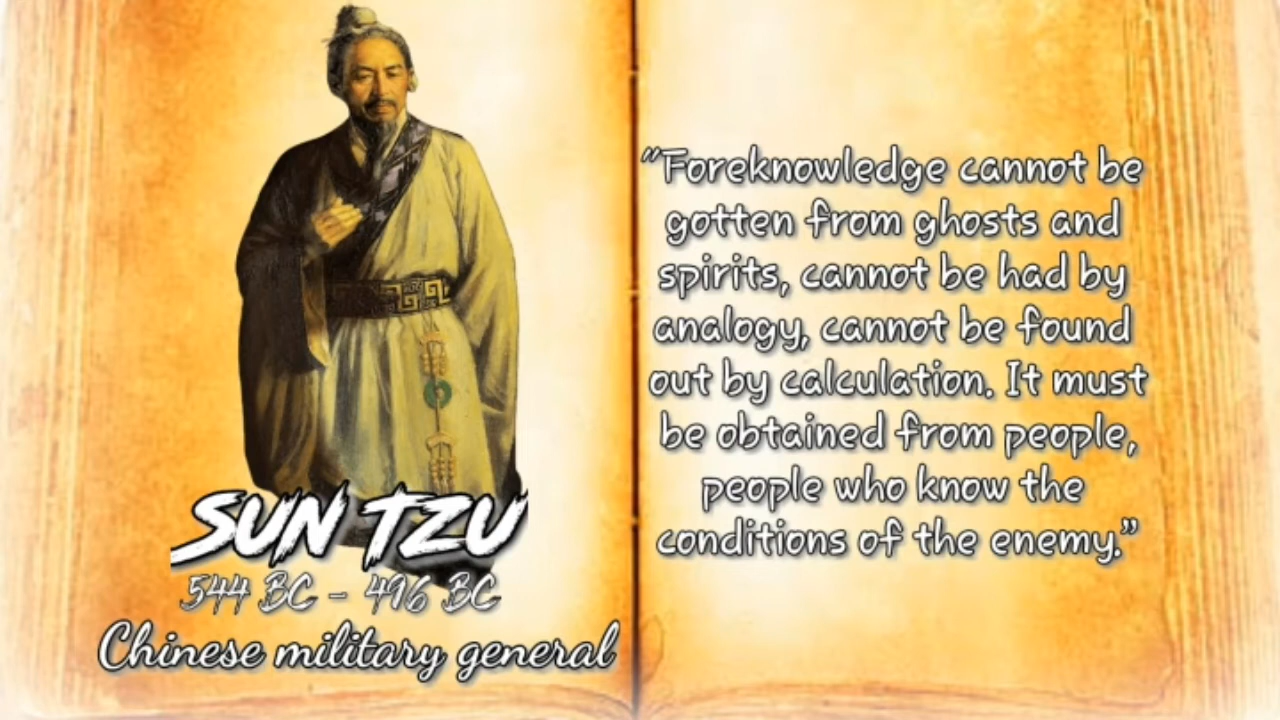 SUN TZU
544 BC - 496 BC
Chinese military general
"Foreknowledge cannot be
gotten from ghosts and
spirits, cannot be had by
analogy, cannot be found
out by calculation. It must
be obtained from people,
people who know the
conditions of the enemy."